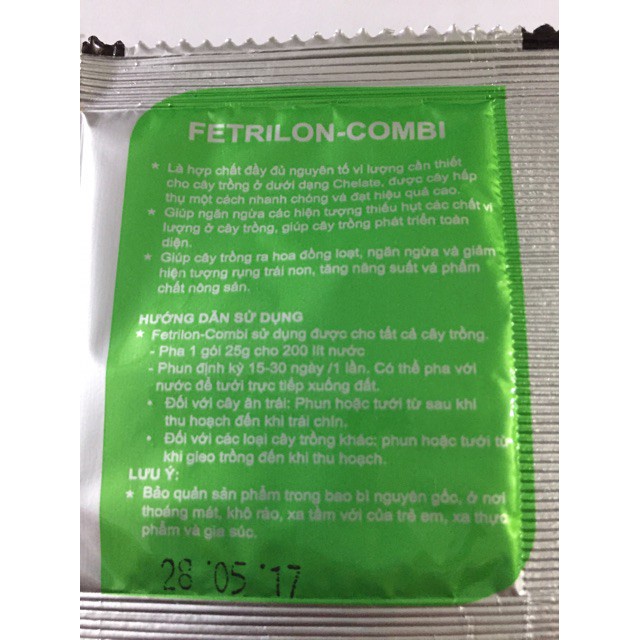 FETRILON-COMBI
* Là hợp chất đầy đủ nguyên tố vi lượng cần thiết
cho cây trồng ở dưới dạng Chelate, được cây hấp
thụ một cách nhanh chóng và đạt hiệu quả cao.
* Giúp ngăn ngừa các hiện tượng thiếu hụt các chất vi
lượng ở cây trồng, giúp cây trồng phát triển toàn
diện.
* Giúp cây trồng ra hoa đồng loạt, ngăn ngừa và giảm
hiện tượng rụng trái non, tăng năng suất và phẩm
chất nông sản.
HƯỚNG DẪN SỬ DỤNG
* Fetrilon-Combi sử dụng được cho tất cả cây trồng.
- Pha 1 gói 25g cho 200 lít nước
- Phun định kỳ 15-30 ngày /1 lần. Có thể pha với
nước để tưới trực tiếp xuống đất.
• Đối với cây ăn trái: Phun hoặc tưới từ sau khi
thu hoạch đến khi trái chín.
• Đối với các loại cây trồng khác: phun hoặc tưới từ
khi gieo trồng đến khi thu hoạch.
LƯU Ý:
* Bảo quản sản phẩm trong bao bì nguyên gốc, ở nơi
thoáng mát, khô ráo, xa tầm với của trẻ em, xa thực
phẩm và gia súc.
28 '05 '17